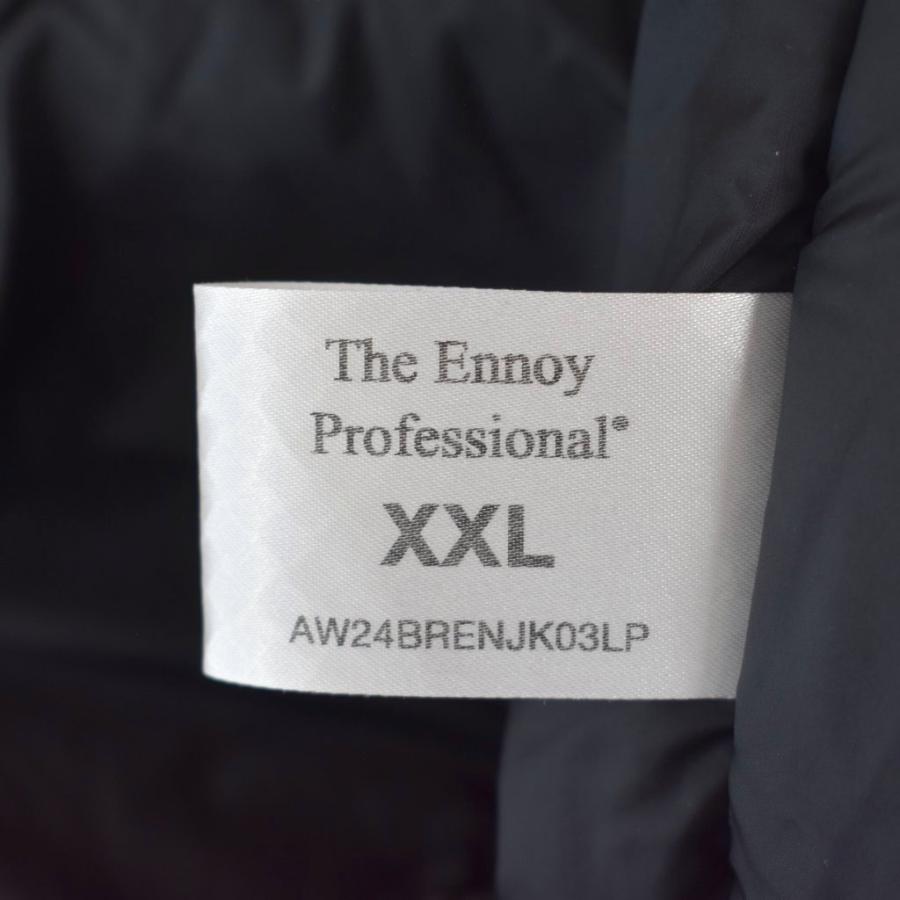 The Ennoy
Professional®
XXL
AW24BRENJK03LP